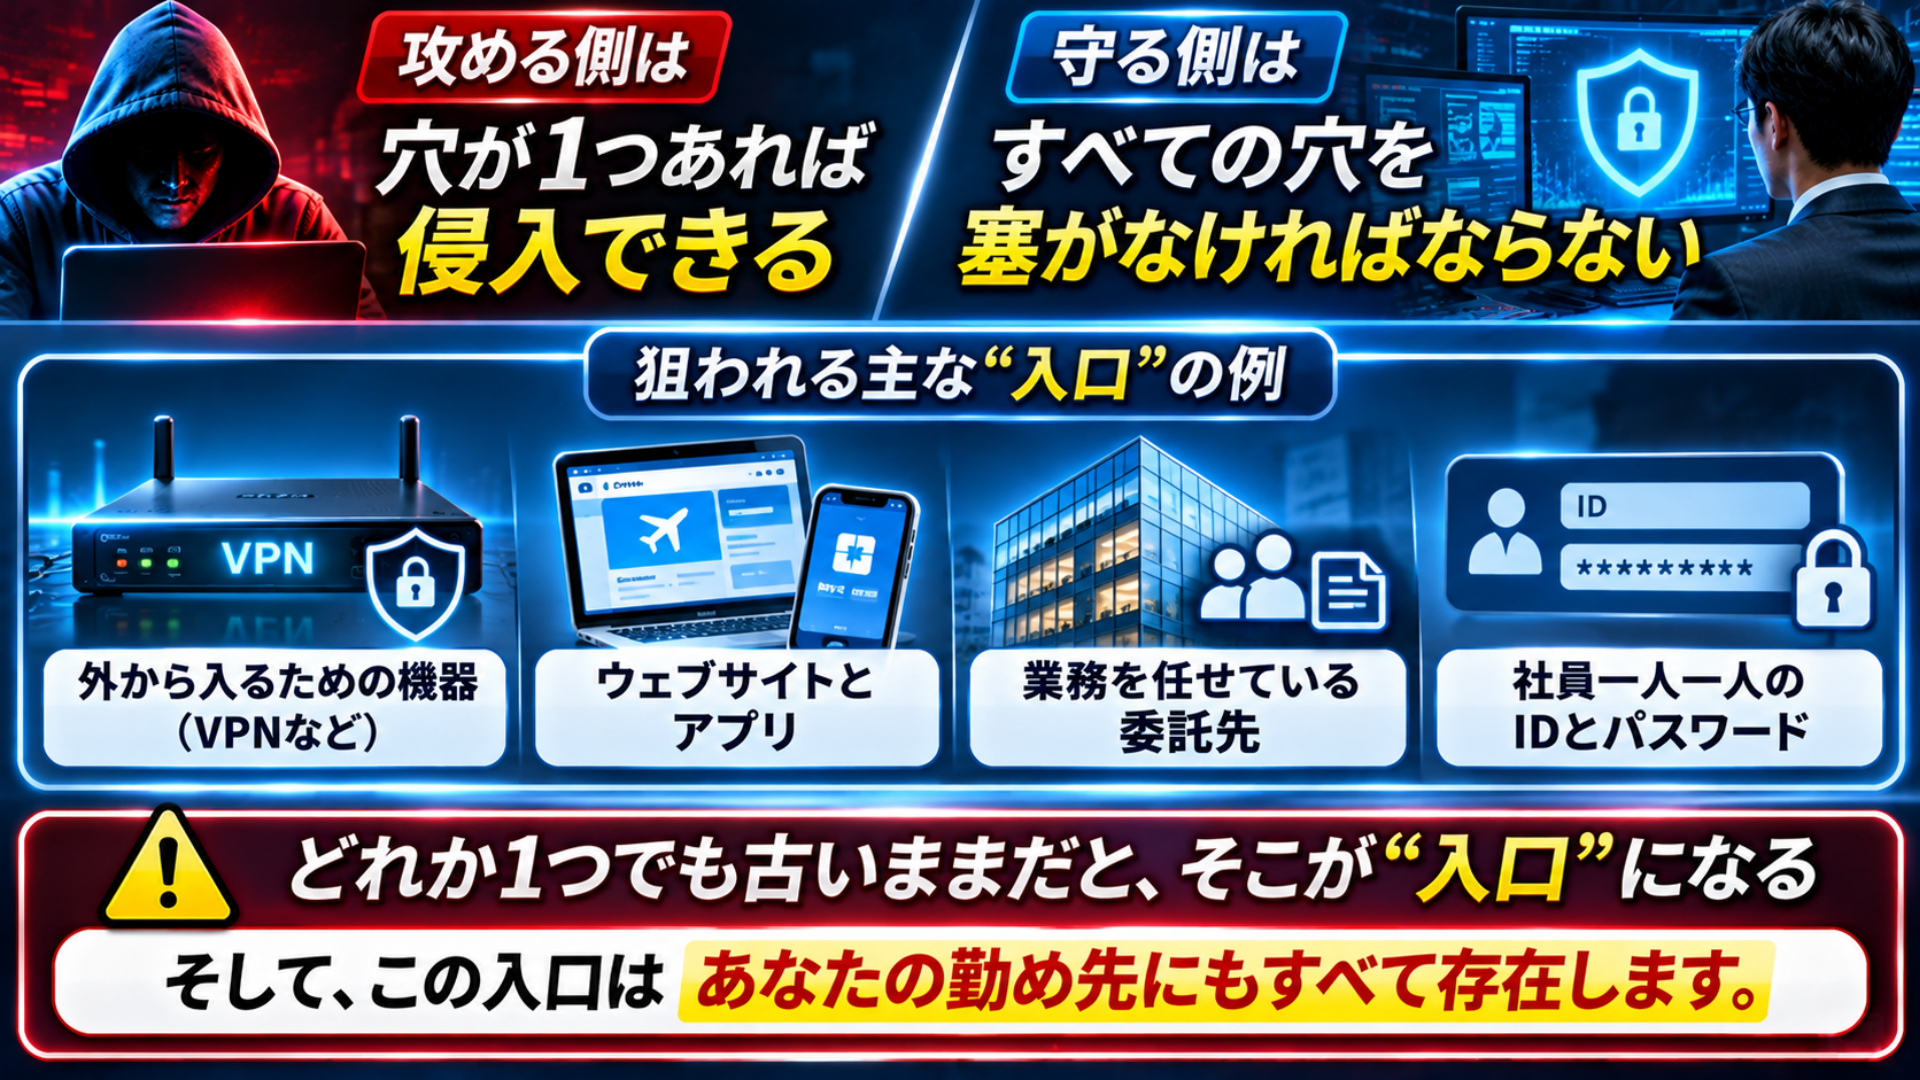 攻める側は
穴が1つあれば
侵入できる
守る側は
すべての穴を
塞がなければならない
狙われる主な“入口”の例
VPN
外から入るための機器
(VPNなど)
ウェブサイトと
アプリ
業務を任せている
委託先
ID
*********
社員一人一人の
IDとパスワード
どれか1つでも古いままだと、そこが“入口”になる
そして、この入口は あなたの勤め先にもすべて存在します。